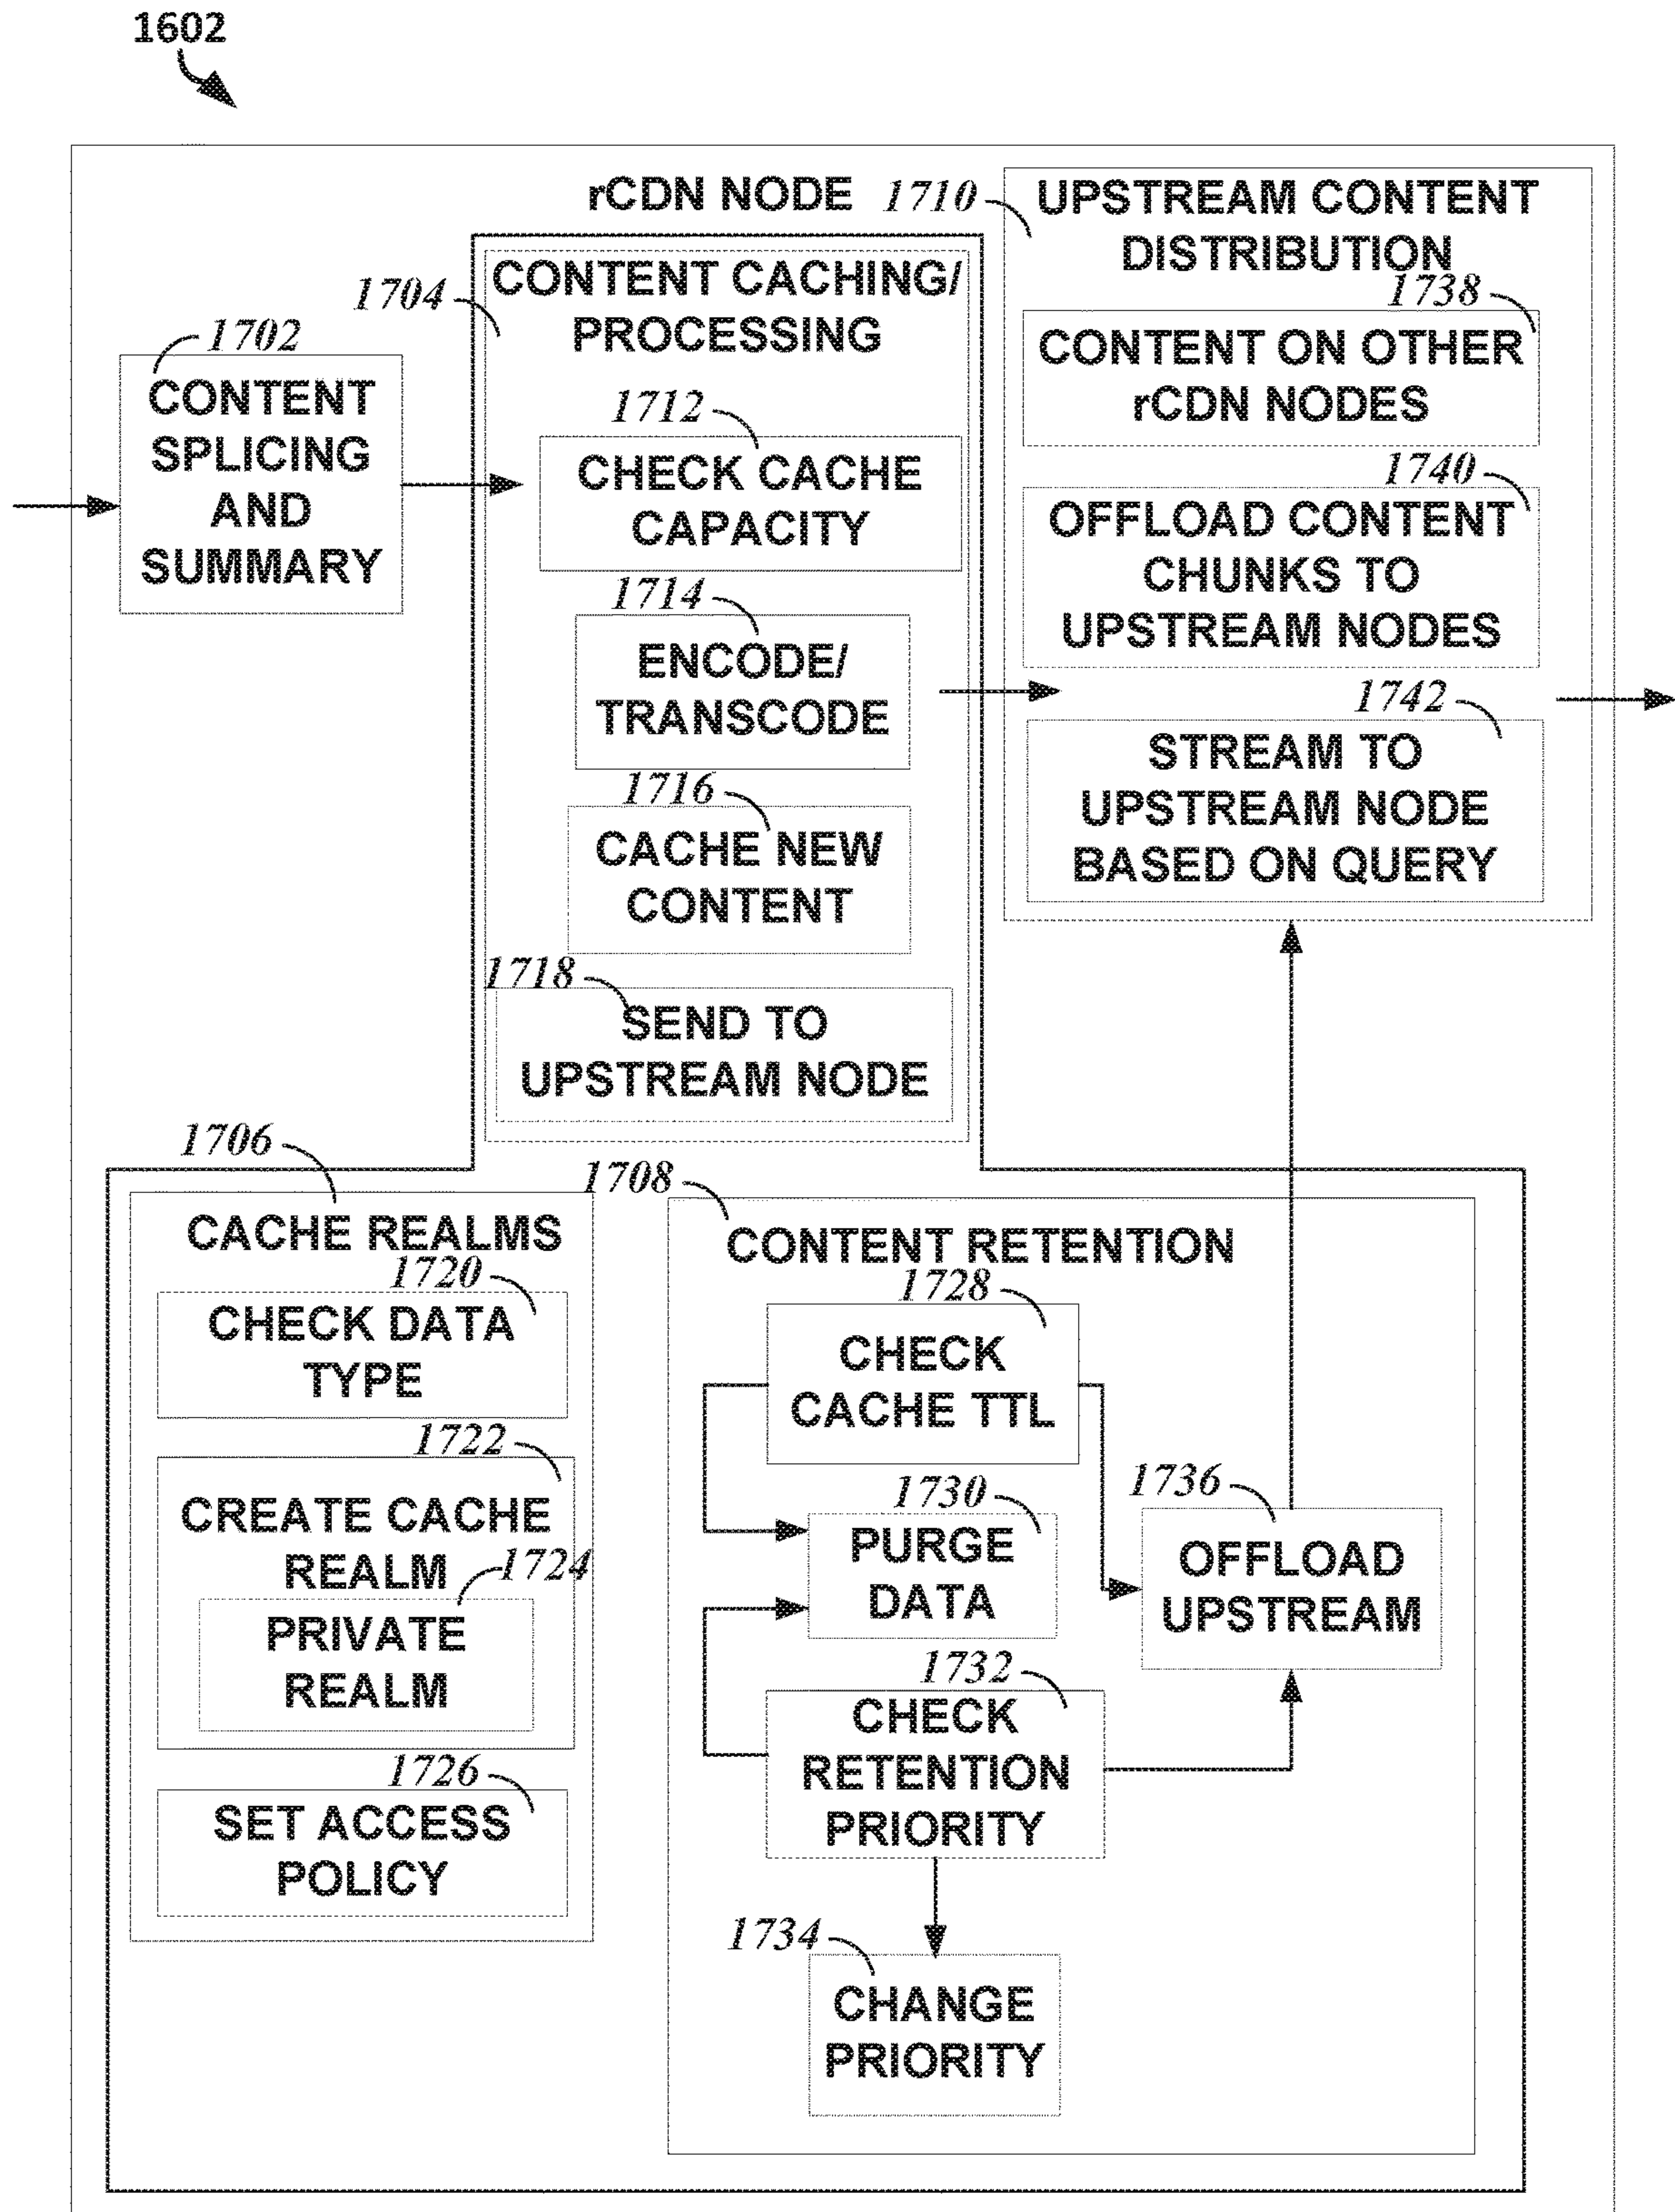 1602
rCDN NODE
1702
CONTENT
SPLICING
AND
SUMMARY
1704
CONTENT CACHING/
PROCESSING
1712
CHECK CACHE
CAPACITY
1714
ENCODE/
TRANSCODE
1716
CACHE NEW
CONTENT
1718
SEND TO
UPSTREAM NODE
1710
UPSTREAM CONTENT
DISTRIBUTION
1738
CONTENT ON OTHER
rCDN NODES
1740
OFFLOAD CONTENT
CHUNKS TO
UPSTREAM NODES
1742
STREAM TO
UPSTREAM NODE
BASED ON QUERY
1706
CACHE REALMS
1720
CHECK DATA
TYPE
1722
CREATE CACHE
REALM
1724
PRIVATE
REALM
1726
SET ACCESS
POLICY
1708
CONTENT RETENTION
1728
CHECK
CACHE TTL
1730
PURGE
DATA
1736
OFFLOAD
UPSTREAM
1732
CHECK
RETENTION
PRIORITY
1734
CHANGE
PRIORITY